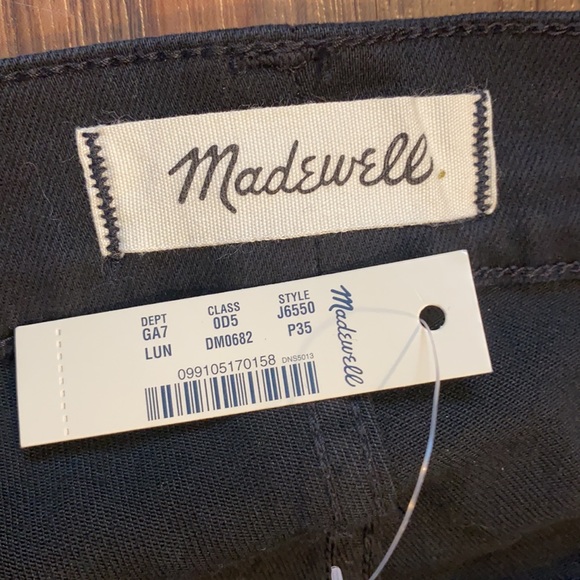 Madewell
DEPT CLASS STYLE
GA7 0D5 J6550
LUN DM0682 P35
099105170158 DNS5013
Madewell